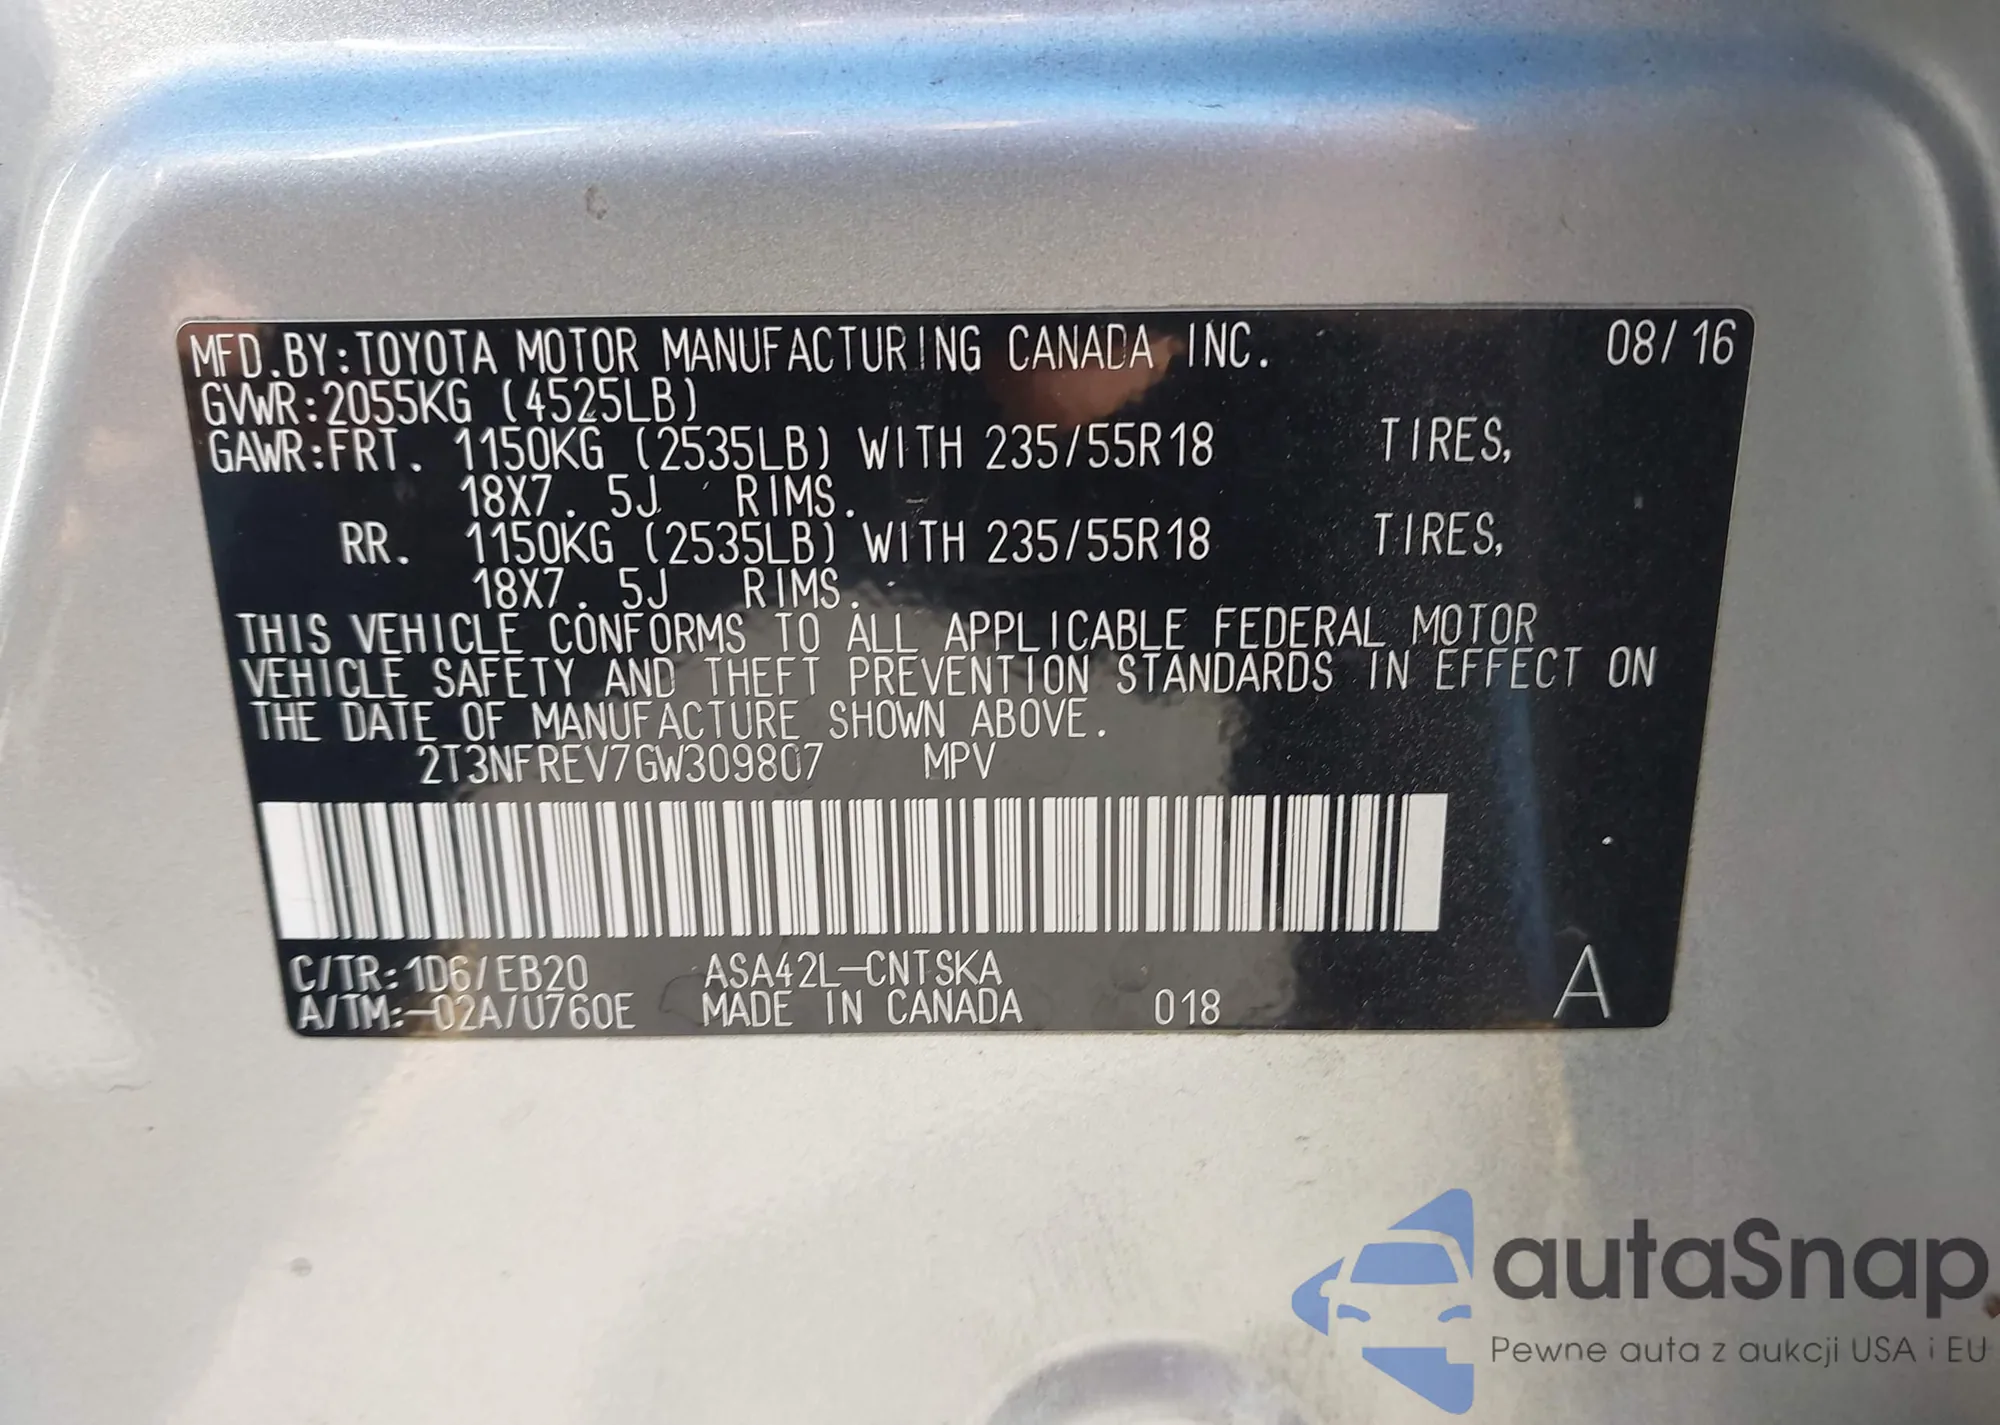 MFD.BY:TOYOTA MOTOR MANUFACTURING CANADA INC. 08/16
GVWR:2055KG (4525LB)
GAWR:FRT. 1150KG (2535LB) WITH 235/55R18 TIRES,
18X7.5J RIMS.
RR. 1150KG (2535LB) WITH 235/55R18 TIRES,
18X7.5J RIMS.
THIS VEHICLE CONFORMS TO ALL APPLICABLE FEDERAL MOTOR
VEHICLE SAFETY AND THEFT PREVENTION STANDARDS IN EFFECT ON
THE DATE OF MANUFACTURE SHOWN ABOVE.
2T3NFREV7GW309807 MPV
C/TR:1D6/EB20 ASA42L-CNTSKA
A/TM:-02A/U760E MADE IN CANADA 018 A
autaSnap
Pewne auta z aukcji USA i EU